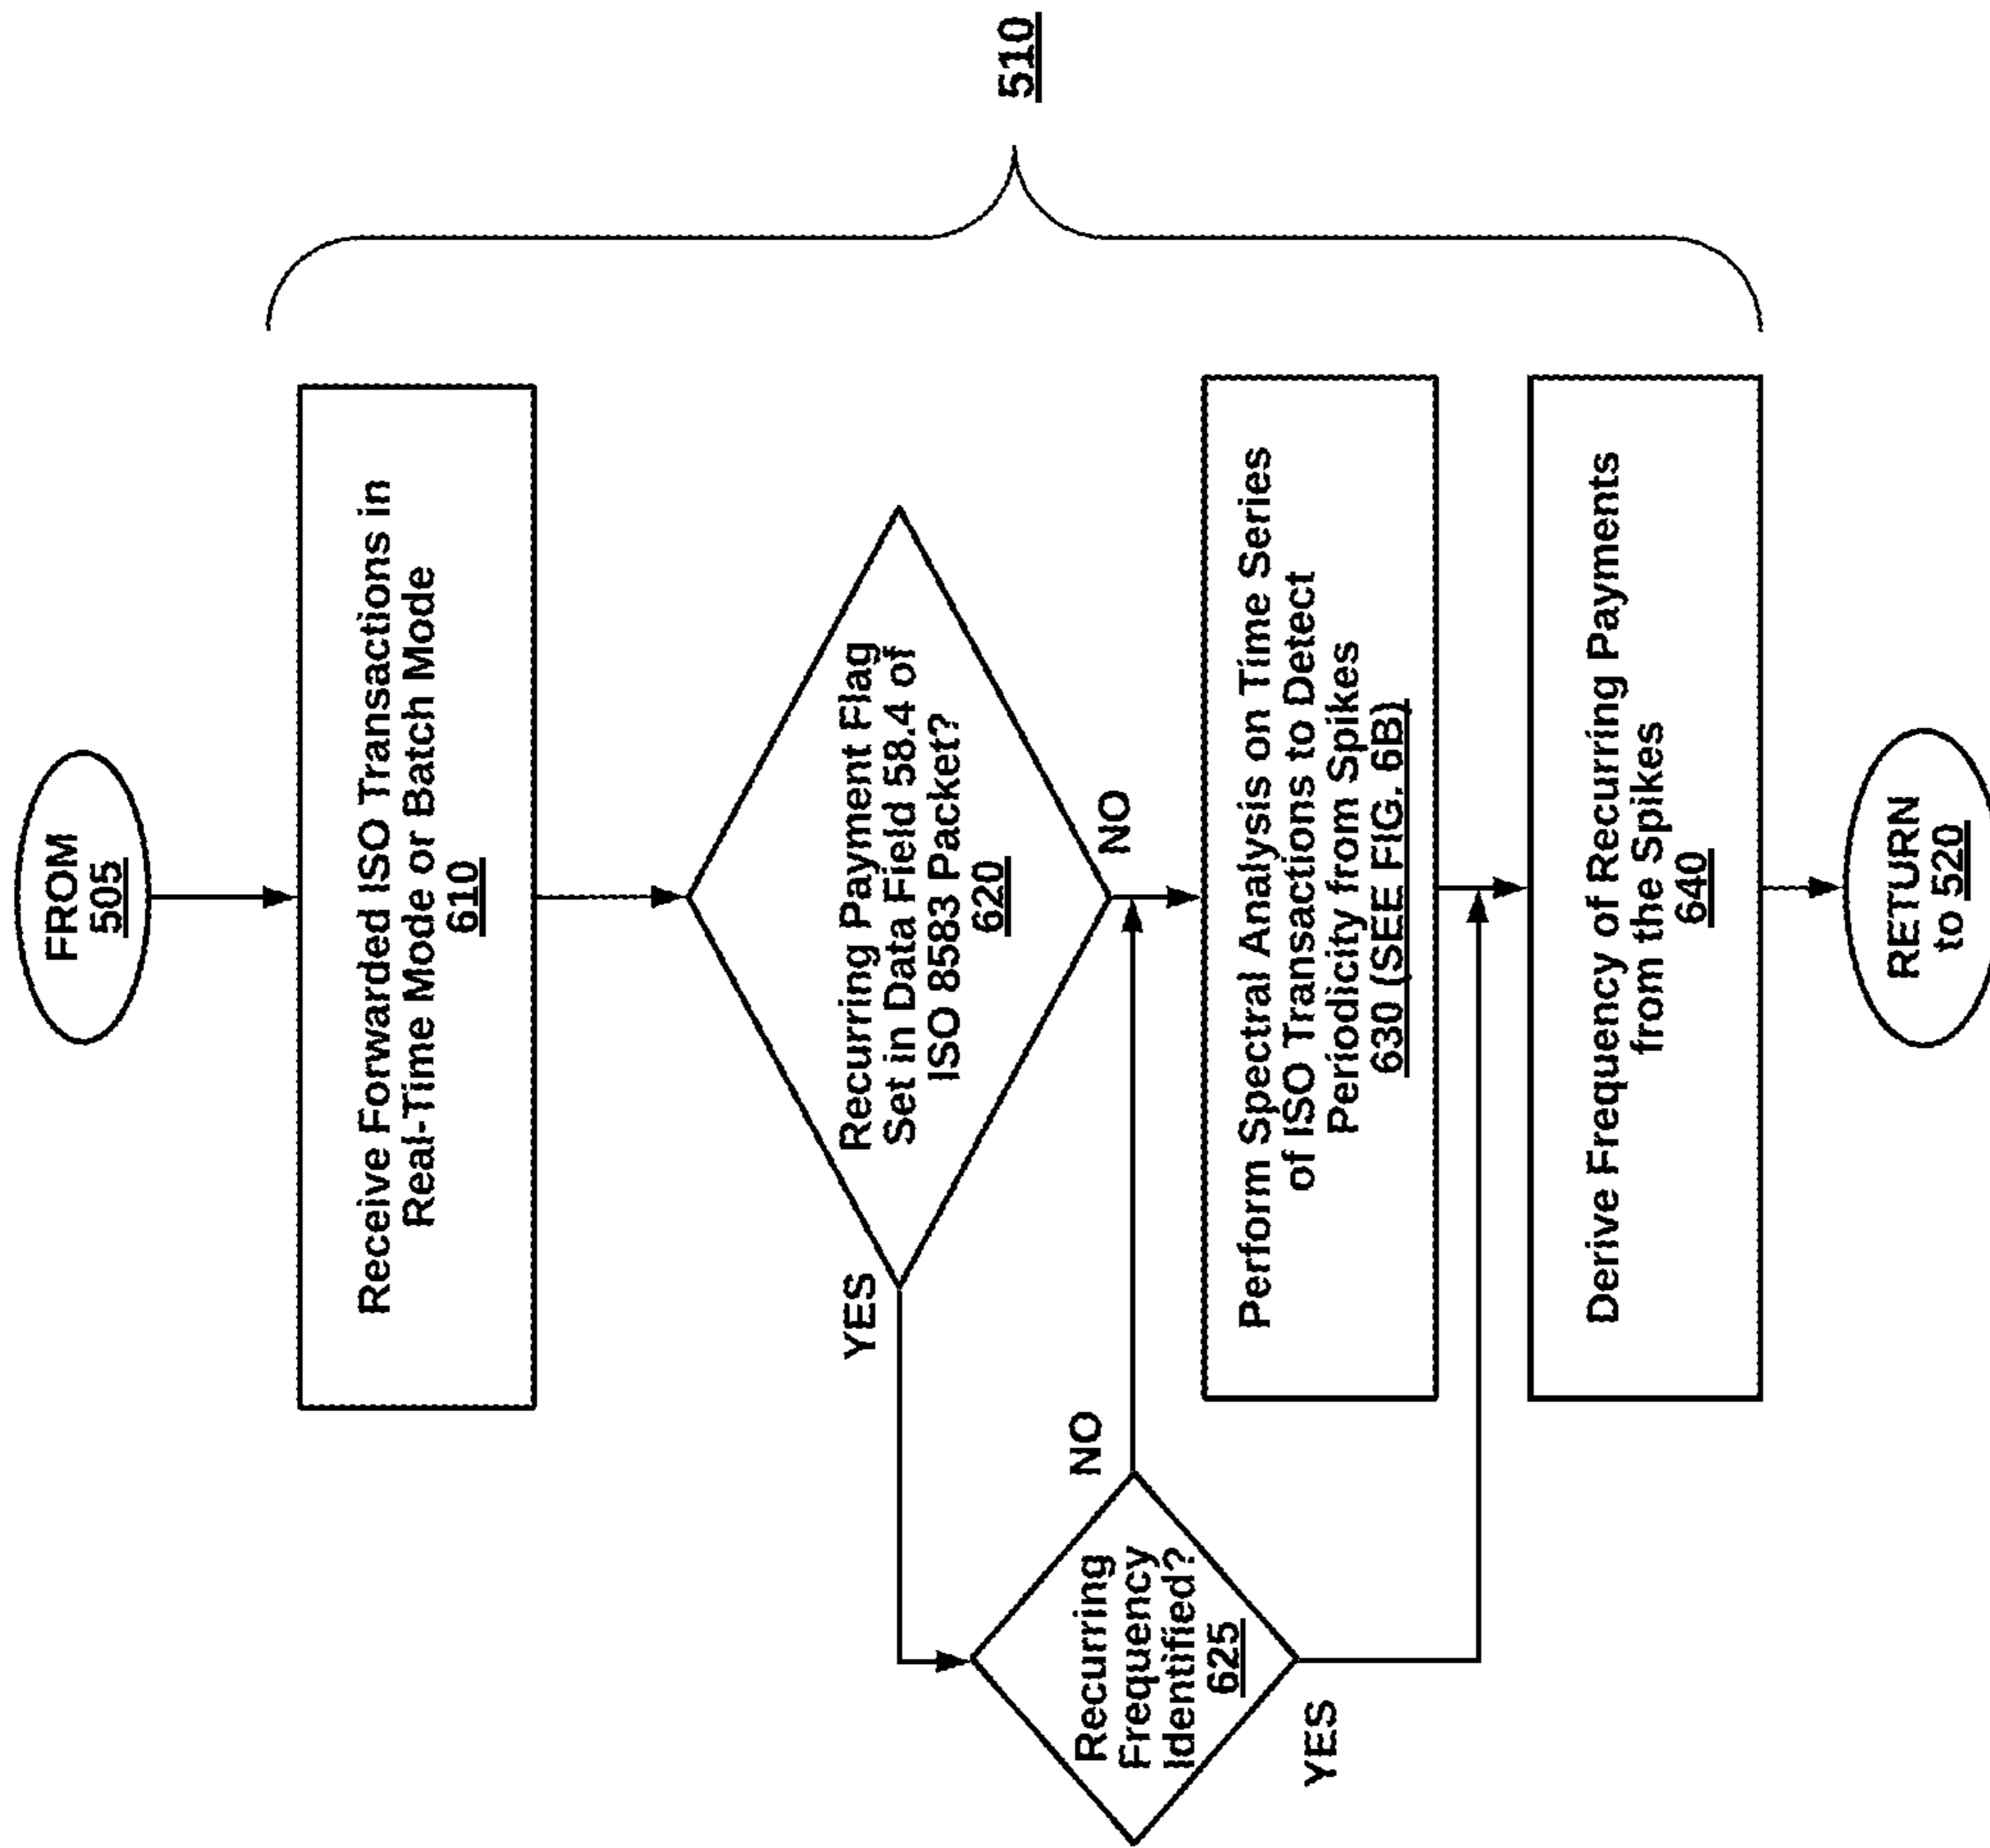 FROM
505
Receive Forwarded ISO Transactions in
Real-Time Mode or Batch Mode
610
510
Recurring Payment Flag
Set in Data Field 58.4 of
ISO 8583 Packet?
620
YES
NO
Recurring
Frequency
Identified?
625
NO
YES
Perform Spectral Analysis on Time Series
of ISO Transactions to Detect
Periodicity from Spikes
630 (SEE FIG. 6B)
Derive Frequency of Recurring Payments
from the Spikes
640
RETURN
to 520